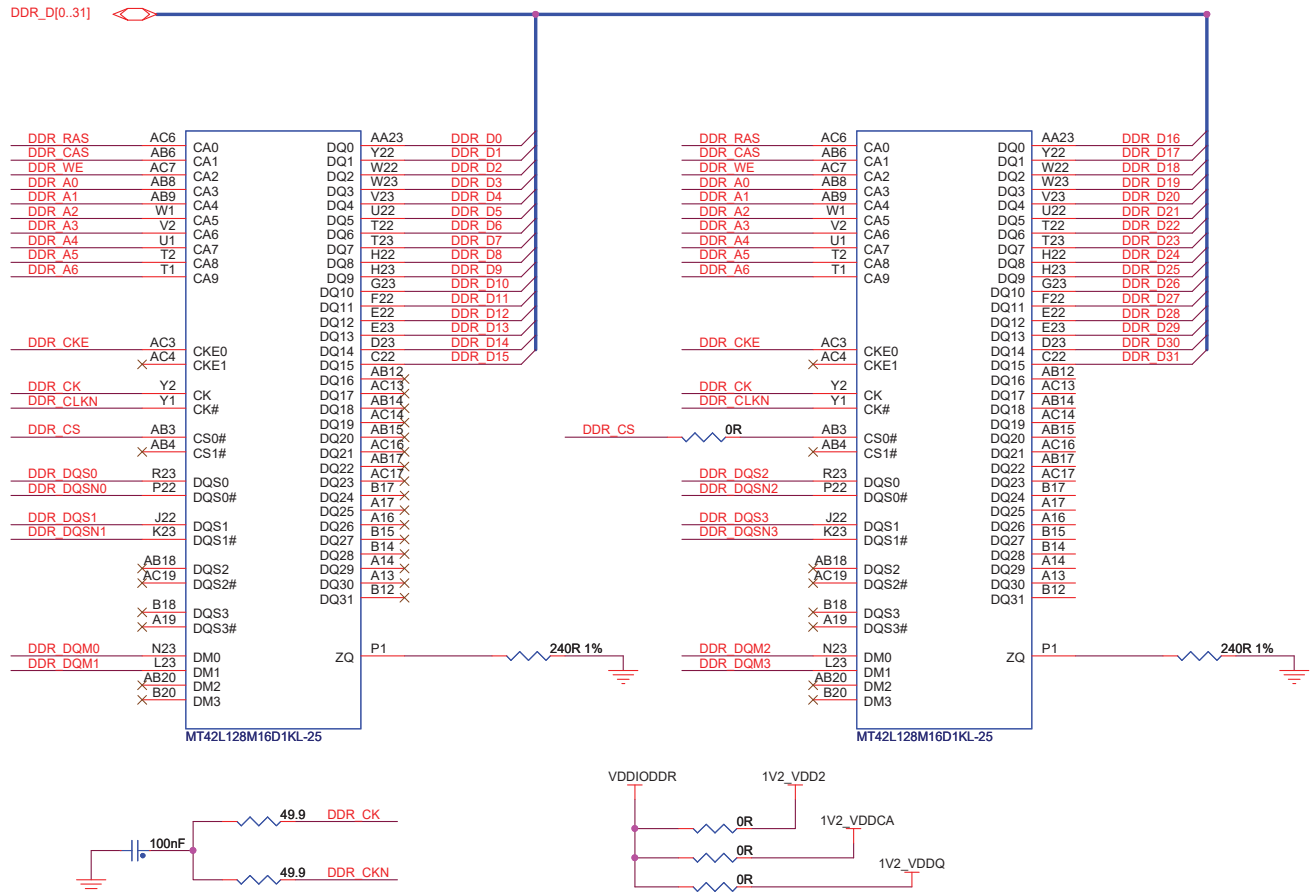 DDR_D[0..31]
DDR_RAS AC6 CA0 DQ0 AA23 DDR_D0
DDR_CAS AB6 CA1 DQ1 Y22 DDR_D1
DDR_WE AC7 CA2 DQ2 W22 DDR_D2
DDR_A0 AB8 CA3 DQ3 W23 DDR_D3
DDR_A1 AB9 CA4 DQ4 V23 DDR_D4
DDR_A2 W1 CA5 DQ5 U22 DDR_D5
DDR_A3 V2 CA6 DQ6 T22 DDR_D6
DDR_A4 U1 CA7 DQ7 T23 DDR_D7
DDR_A5 T2 CA8 DQ8 H22 DDR_D8
DDR_A6 T1 CA9 DQ9 H23 DDR_D9
DQ10 G23 DDR_D10
DQ11 F22 DDR_D11
DQ12 E22 DDR_D12
DQ13 E23 DDR_D13
DDR_CKE AC3 CKE0 DQ14 D23 DDR_D14
AC4 CKE1 DQ15 C22 DDR_D15
DQ16 AB12
DDR_CK Y2 CK DQ17 AC13
DDR_CLKN Y1 CK# DQ18 AB14
DQ19 AC14
DDR_CS AB3 CS0# DQ20 AB15
AB4 CS1# DQ21 AC16
DQ22 AB17
DDR_DQS0 R23 DQS0 DQ23 AC17
DDR_DQSN0 P22 DQS0# DQ24 B17
DQ25 A17
DDR_DQS1 J22 DQS1 DQ26 A16
DDR_DQSN1 K23 DQS1# DQ27 B15
DQ28 B14
AB18 DQS2 DQ29 A14
AC19 DQS2# DQ30 A13
DQ31 B12
B18 DQS3
A19 DQS3#
DDR_DQM0 N23 DM0 ZQ P1 240R 1%
DDR_DQM1 L23 DM1
AB20 DM2
B20 DM3
MT42L128M16D1KL-25
DDR_RAS AC6 CA0 DQ0 AA23 DDR_D16
DDR_CAS AB6 CA1 DQ1 Y22 DDR_D17
DDR_WE AC7 CA2 DQ2 W22 DDR_D18
DDR_A0 AB8 CA3 DQ3 W23 DDR_D19
DDR_A1 AB9 CA4 DQ4 V23 DDR_D20
DDR_A2 W1 CA5 DQ5 U22 DDR_D21
DDR_A3 V2 CA6 DQ6 T22 DDR_D22
DDR_A4 U1 CA7 DQ7 T23 DDR_D23
DDR_A5 T2 CA8 DQ8 H22 DDR_D24
DDR_A6 T1 CA9 DQ9 H23 DDR_D25
DQ10 G23 DDR_D26
DQ11 F22 DDR_D27
DQ12 E22 DDR_D28
DQ13 E23 DDR_D29
DDR_CKE AC3 CKE0 DQ14 D23 DDR_D30
AC4 CKE1 DQ15 C22 DDR_D31
DQ16 AB12
DDR_CK Y2 CK DQ17 AC13
DDR_CLKN Y1 CK# DQ18 AB14
DQ19 AC14
DDR_CS 0R AB3 CS0# DQ20 AB15
AB4 CS1# DQ21 AC16
DQ22 AB17
DDR_DQS2 R23 DQS0 DQ23 AC17
DDR_DQSN2 P22 DQS0# DQ24 B17
DQ25 A17
DDR_DQS3 J22 DQS1 DQ26 A16
DDR_DQSN3 K23 DQS1# DQ27 B15
DQ28 B14
AB18 DQS2 DQ29 A14
AC19 DQS2# DQ30 A13
DQ31 B12
B18 DQS3
A19 DQS3#
DDR_DQM2 N23 DM0 ZQ P1 240R 1%
DDR_DQM3 L23 DM1
AB20 DM2
B20 DM3
MT42L128M16D1KL-25
49.9 DDR_CK
100nF
49.9 DDR_CKN
VDDIODDR 1V2_VDD2
0R 1V2_VDDCA
0R 1V2_VDDQ
0R